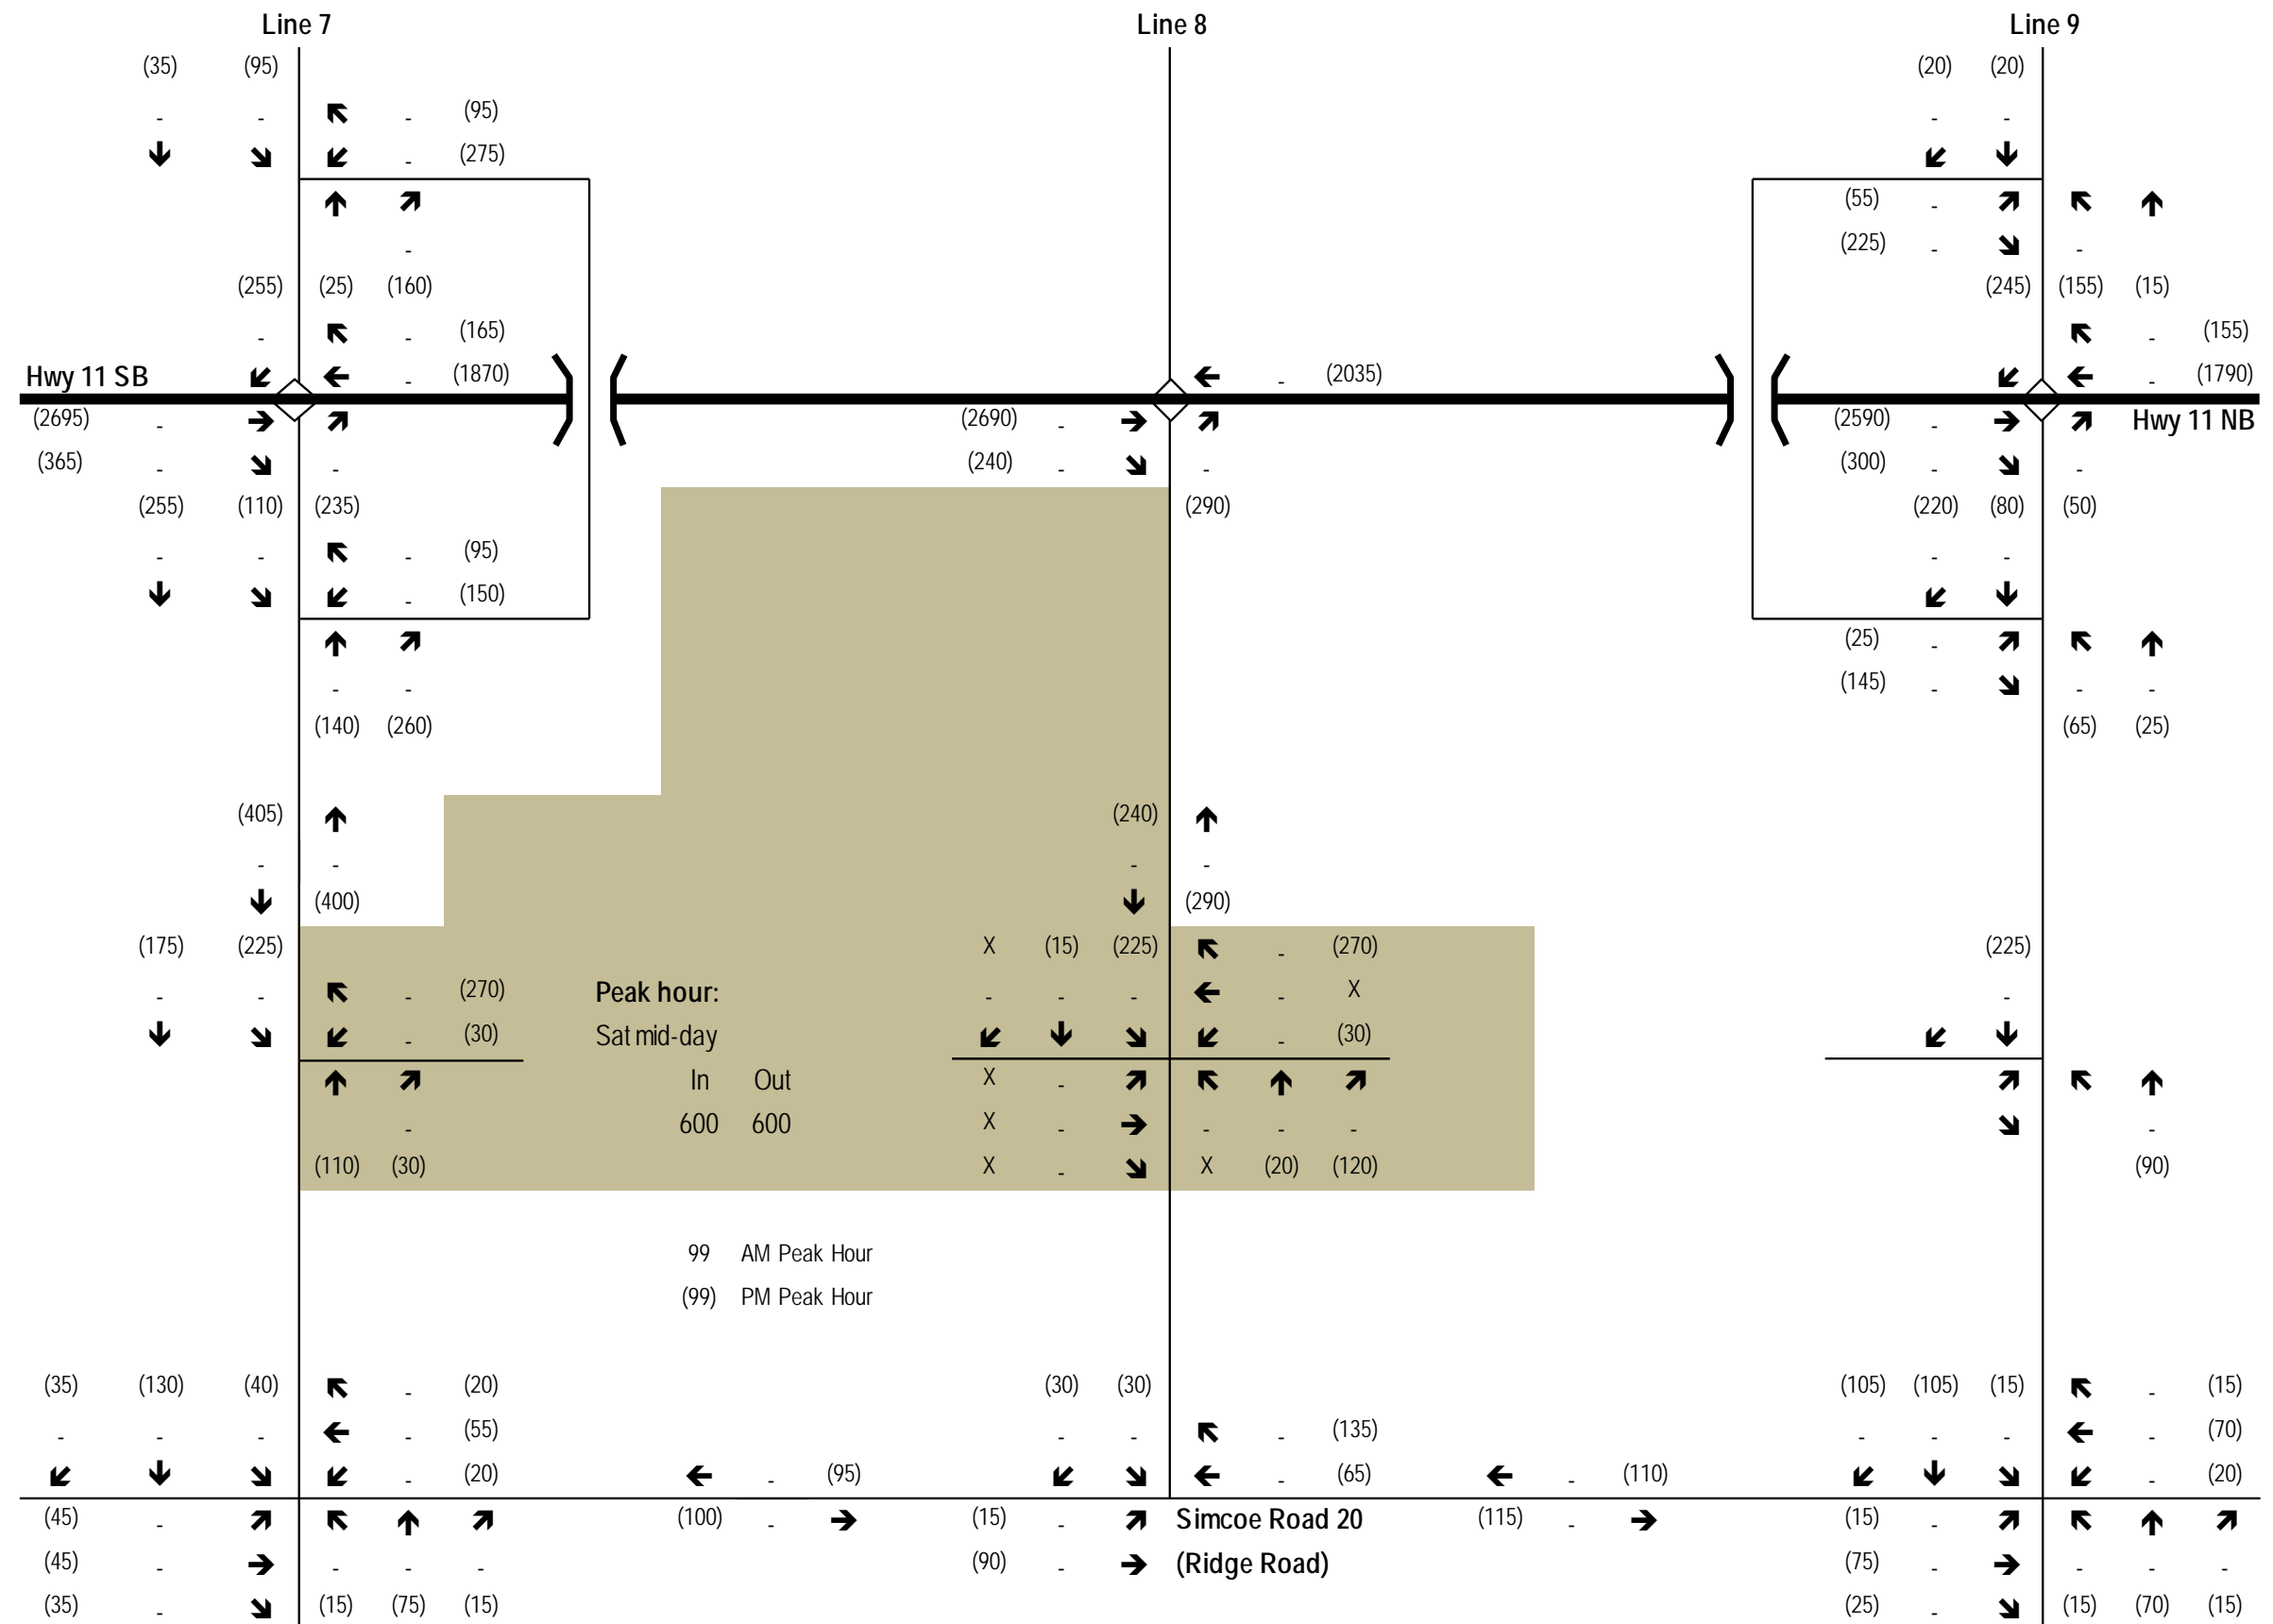 Line 7 Line 8 Line 9
(35) (95) (20) (20)
- - - (95) - -
- (275)
(55) -
- (225) - -
(255) (25) (160) (245) (155) (15)
- - (165) - (155)
Hwy 11 SB - (1870) - (2035) - (1790)
(2695) - (2690) - (2590) - Hwy 11 NB
(365) - - (240) - - (300) - -
(255) (110) (235) (290) (220) (80) (50)
- - - (95) - -
- (150)
(25) -
- - (145) - - -
(140) (260) (65) (25)
(405) (240)
- - - -
(400) (290)
(175) (225) X (15) (225) - (270) (225)
- - - (270) Peak hour: - - - - X -
- (30) Sat mid-day - (30)
In Out X -
- 600 600 X - - - - -
(110) (30) X - X (20) (120) (90)
99 AM Peak Hour
(99) PM Peak Hour
(35) (130) (40) - (20) (30) (30) (105) (105) (15) - (15)
- - - - (55) - - - (135) - - - - (70)
- (20) - (95) - (65) - (110) - (20)
(45) - (100) - (15) - Simcoe Road 20 (115) - (15) -
(45) - - - - (90) - (Ridge Road) (75) - - - -
(35) - (15) (75) (15) (25) - (15) (70) (15)